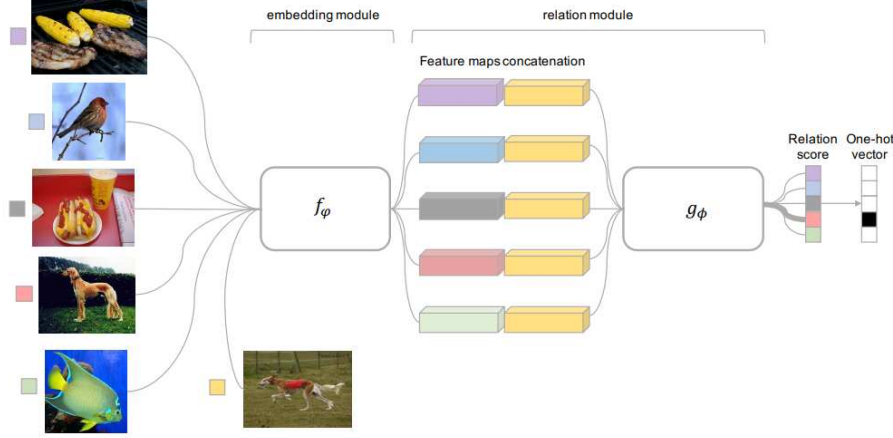 embedding module
relation module
Feature maps concatenation
f𝜑
g𝜙
Relation
score
One-hot
vector